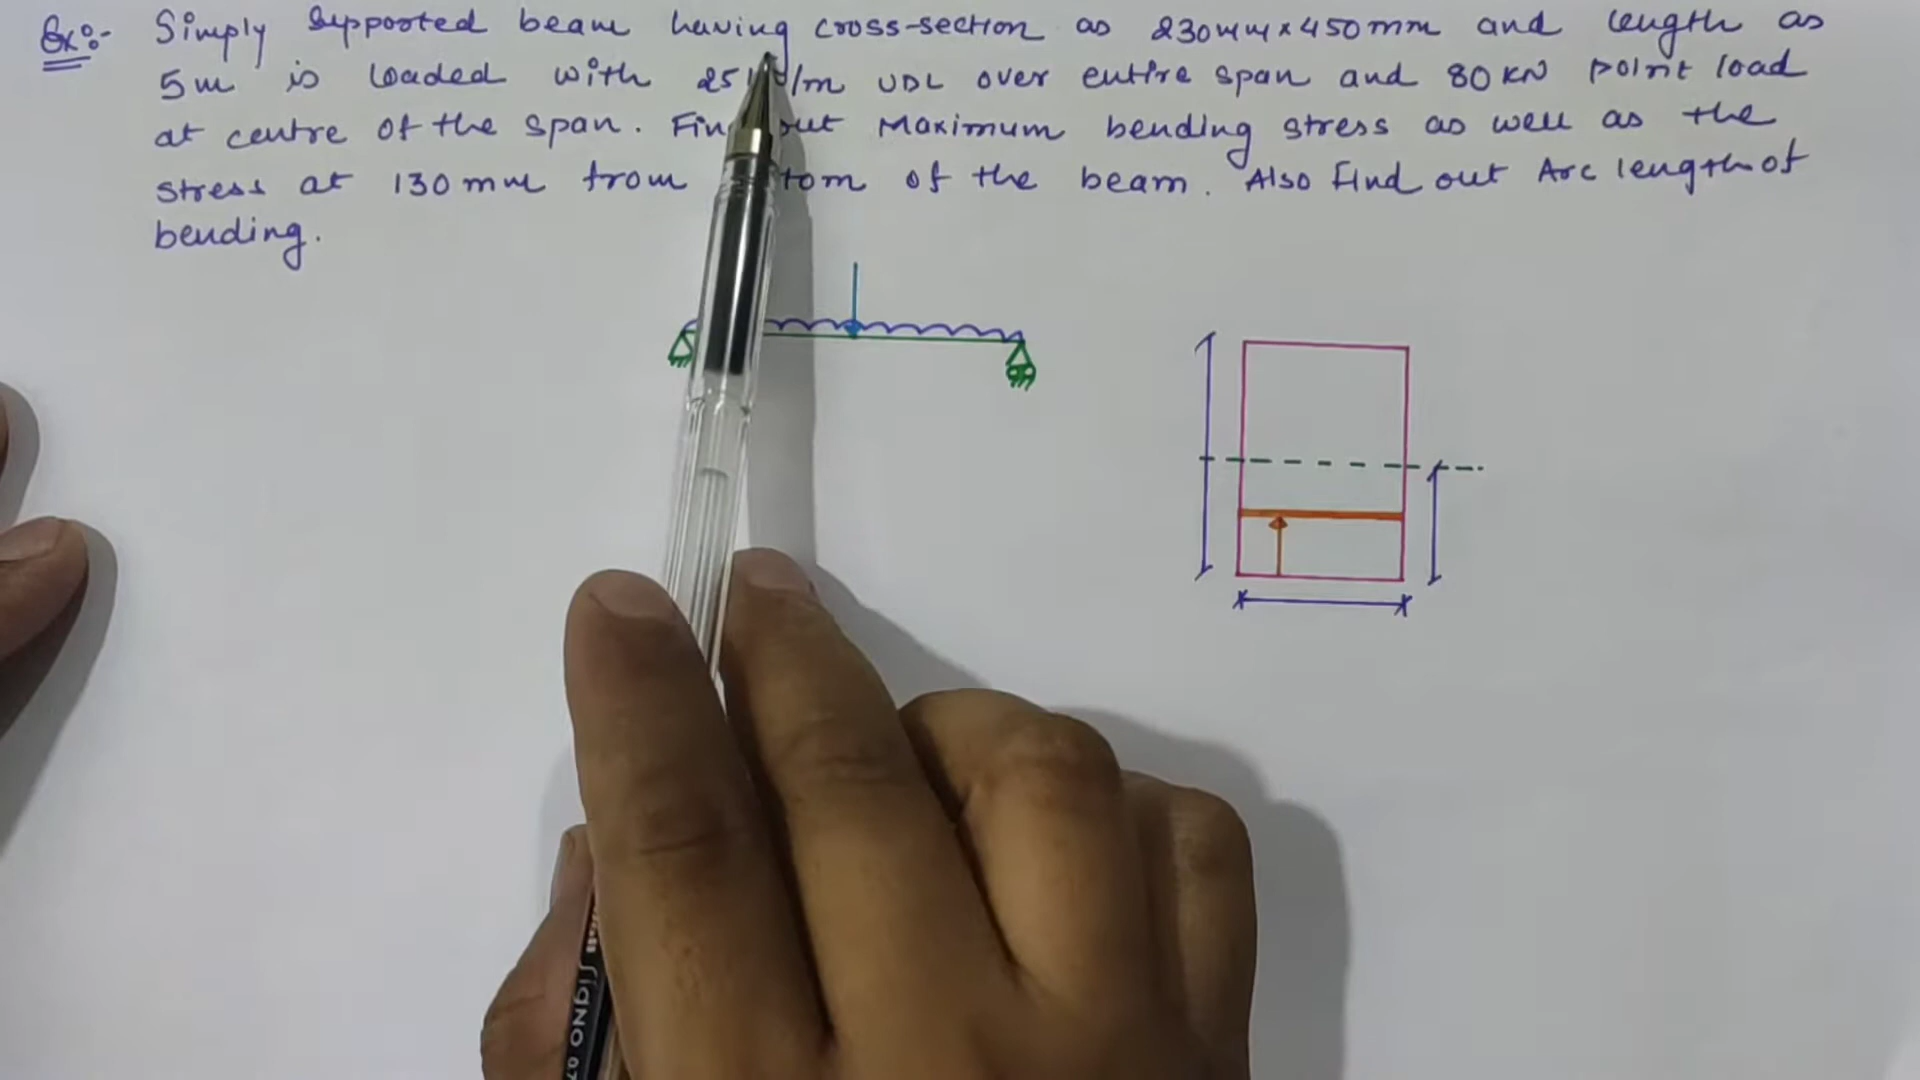 Ex:- Simply Supported beam having cross-section as 230mm x 450mm and length as
5m is loaded with 25 /m UDL over entire span and 80 KN point load
at centre of the span. Maximum bending stress as well as the
stress at 130 mm from of the beam. Also Find out Arc length of
bending.
SIGNO 07